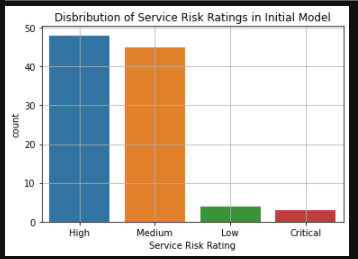 Disbribution of Service Risk Ratings in Initial Model
50
40
30
20
10
0
count
High Medium Low Critical
Service Risk Rating